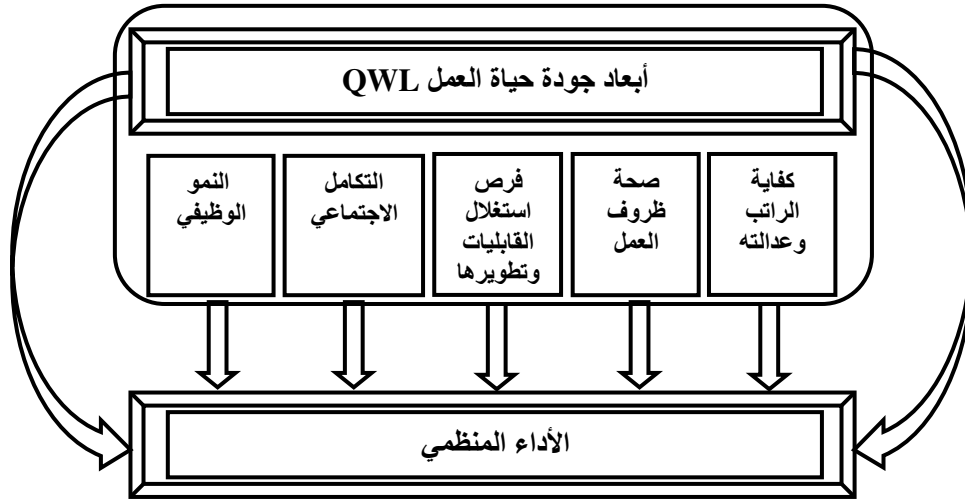 أبعاد جودة حياة العمل QWL
كفاية
الراتب
وعدالته
صحة
ظروف
العمل
فرص
استغلال
القابليات
وتطويرها
التكامل
الاجتماعي
النمو
الوظيفي
الأداء المنظمي